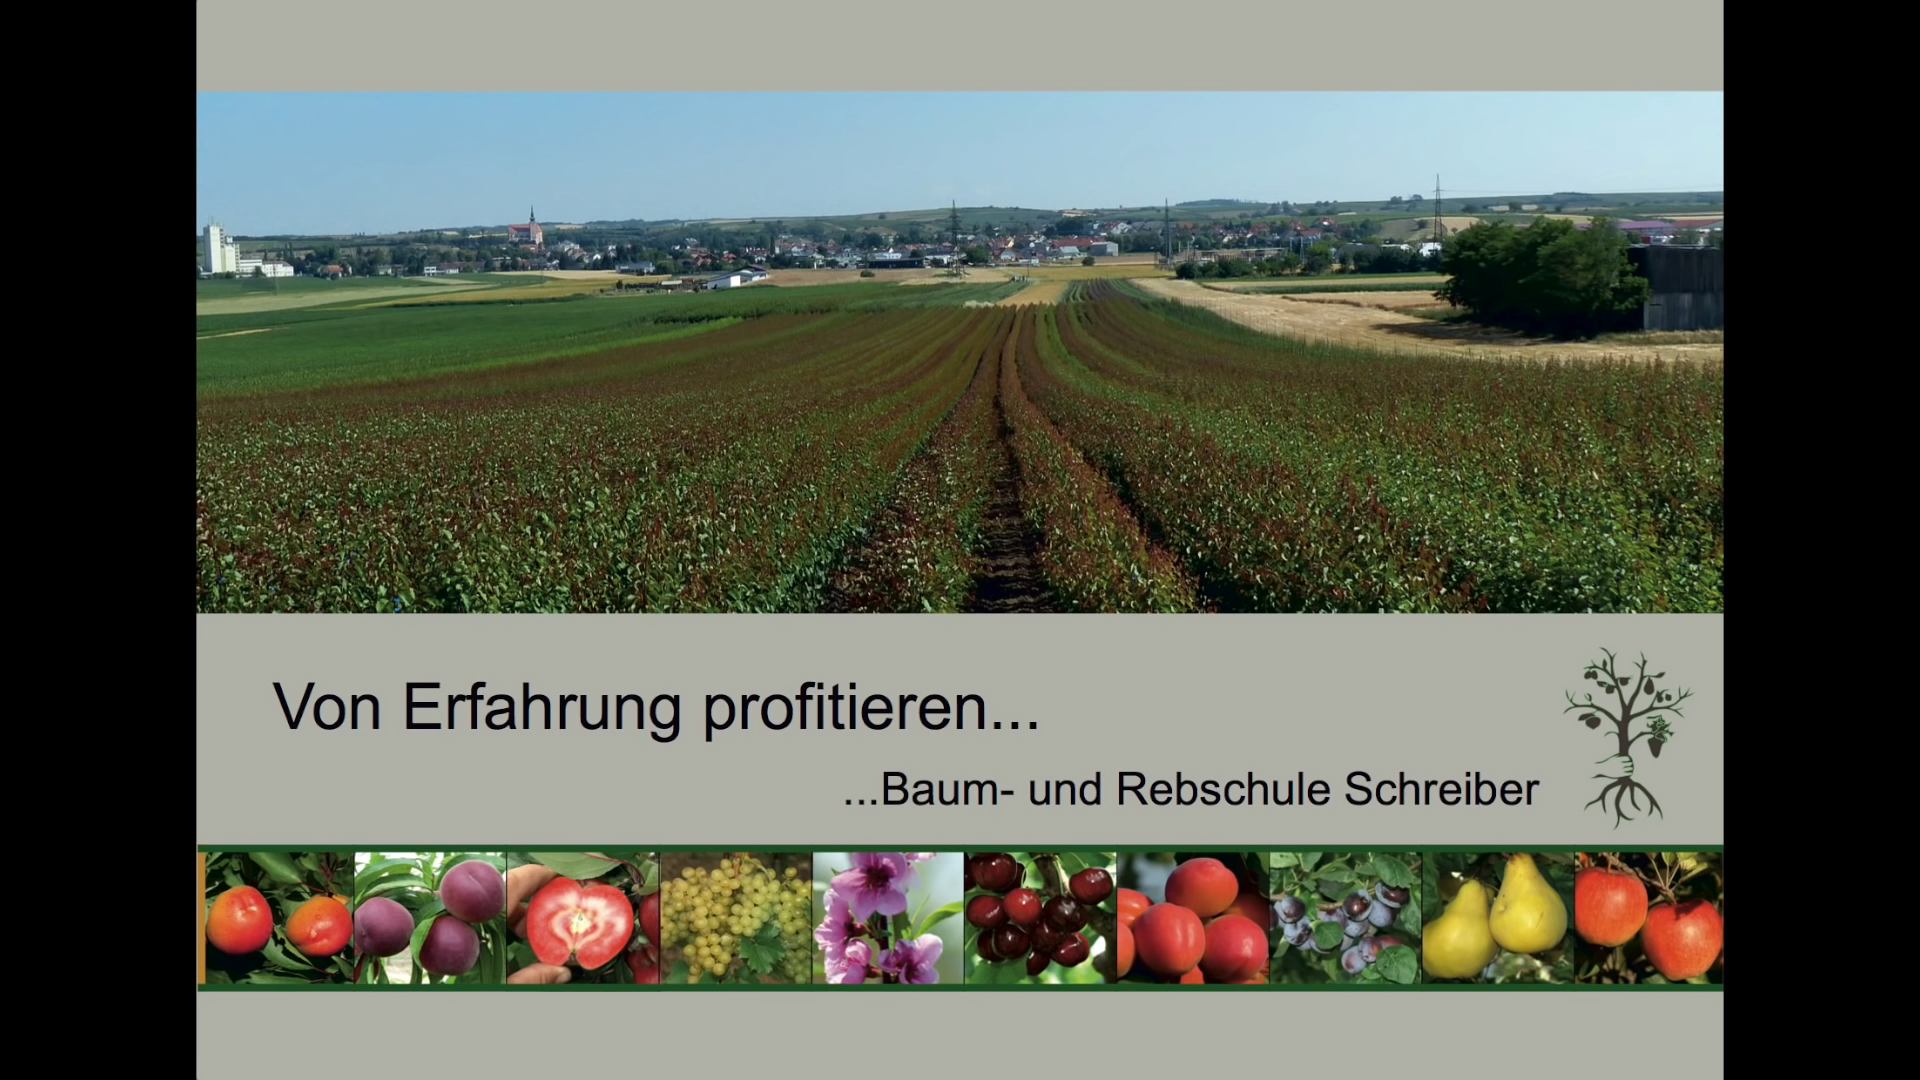 Von Erfahrung profitieren...
...Baum- und Rebschule Schreiber